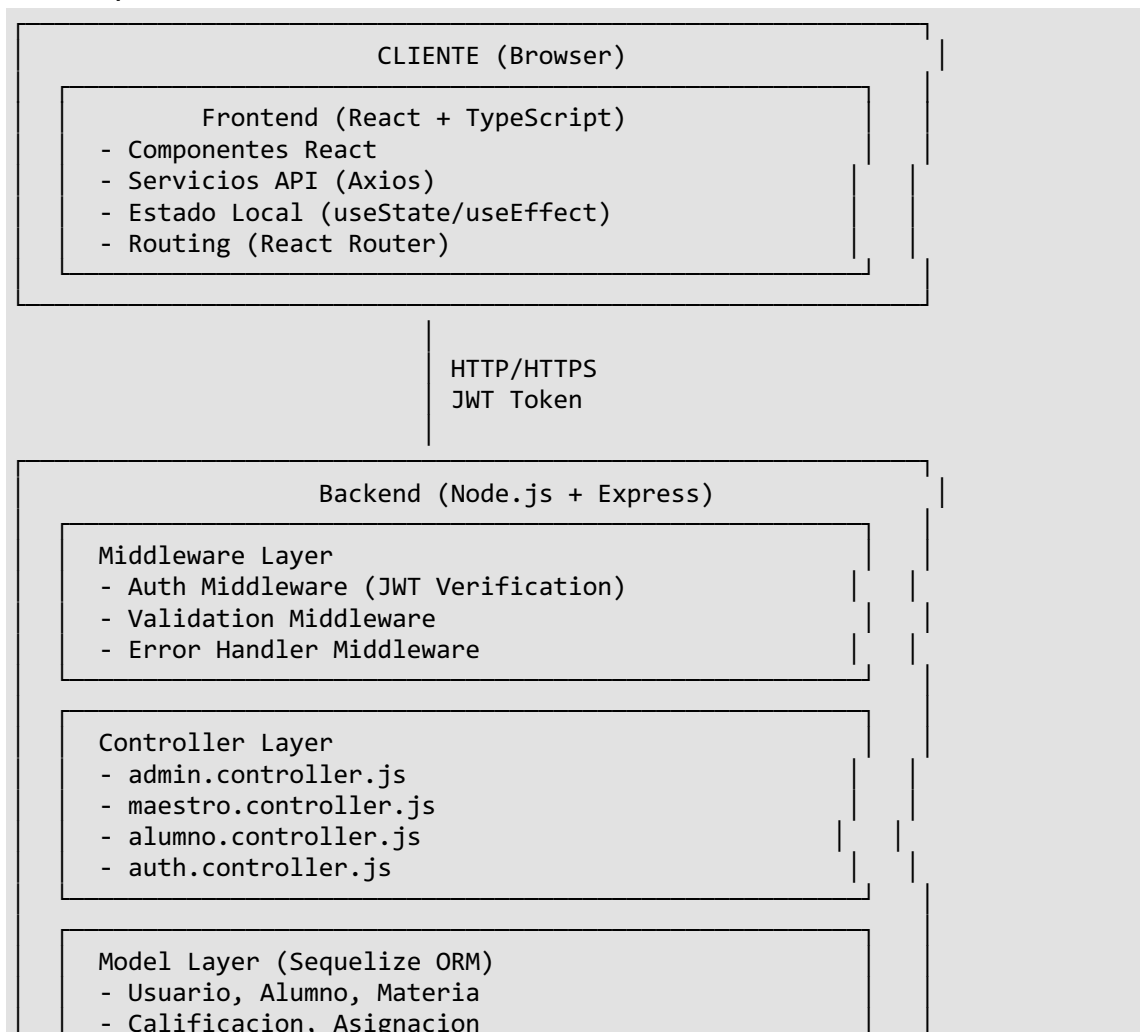 CLIENTE (Browser)
Frontend (React + TypeScript)
- Componentes React
- Servicios API (Axios)
- Estado Local (useState/useEffect)
- Routing (React Router)
HTTP/HTTPS
JWT Token
Backend (Node.js + Express)
Middleware Layer
- Auth Middleware (JWT Verification)
- Validation Middleware
- Error Handler Middleware
Controller Layer
- admin.controller.js
- maestro.controller.js
- alumno.controller.js
- auth.controller.js
Model Layer (Sequelize ORM)
- Usuario, Alumno, Materia
- Calificacion, Asignacion